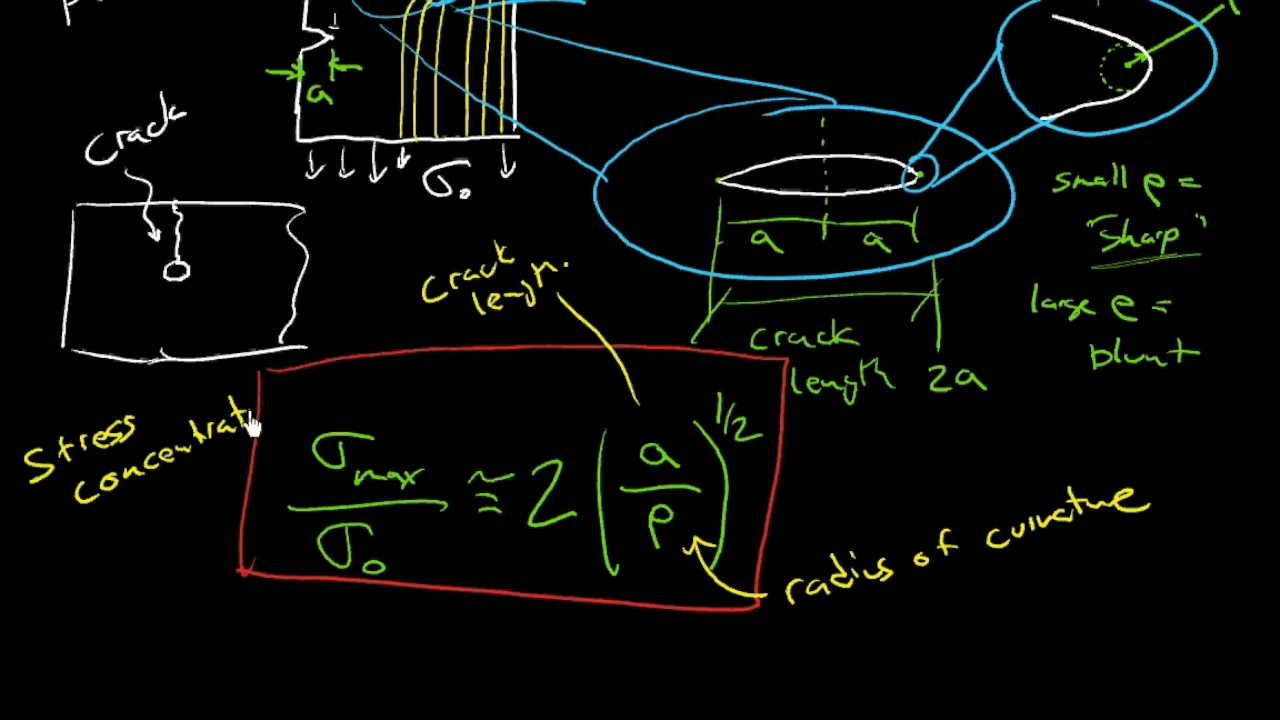 a
Crack
σ₀
small ρ =
"Sharp"
a a
large ρ =
blunt
crack
length 2a
Crack
length.
Stress
concentrat
σmax
σ₀
≅ 2 ( a / ρ )^1/2
radius of curvature